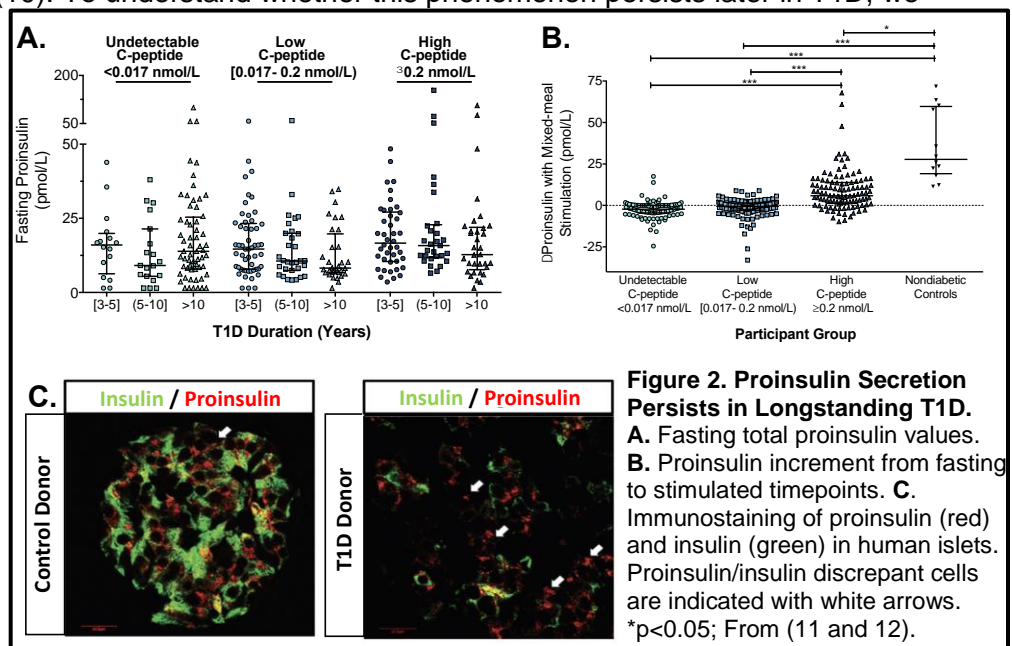 (10). To understand whether this phenomenon persists later in T1D, we
A.
Undetectable
C-peptide
<0.017 nmol/L
Low
C-peptide
[0.017- 0.2 nmol/L)
High
C-peptide
³0.2 nmol/L
Fasting Proinsulin
(pmol/L)
200
50
50
25
0
[3-5] (5-10] >10 [3-5] (5-10] >10 [3-5] (5-10] >10
T1D Duration (Years)
B.
*
***
***
***
***
DProinsulin with Mixed-meal
Stimulation (pmol/L)
75
50
25
0
-25
Undetectable
C-peptide
<0.017 nmol/L
Low
C-peptide
[0.017- 0.2 nmol/L)
High
C-peptide
≥0.2 nmol/L
Nondiabetic
Controls
Participant Group
C.
Insulin / Proinsulin
Control Donor
Insulin / Proinsulin
T1D Donor
Figure 2. Proinsulin Secretion
Persists in Longstanding T1D.
A. Fasting total proinsulin values.
B. Proinsulin increment from fasting
to stimulated timepoints. C.
Immunostaining of proinsulin (red)
and insulin (green) in human islets.
Proinsulin/insulin discrepant cells
are indicated with white arrows.
*p<0.05; From (11 and 12).